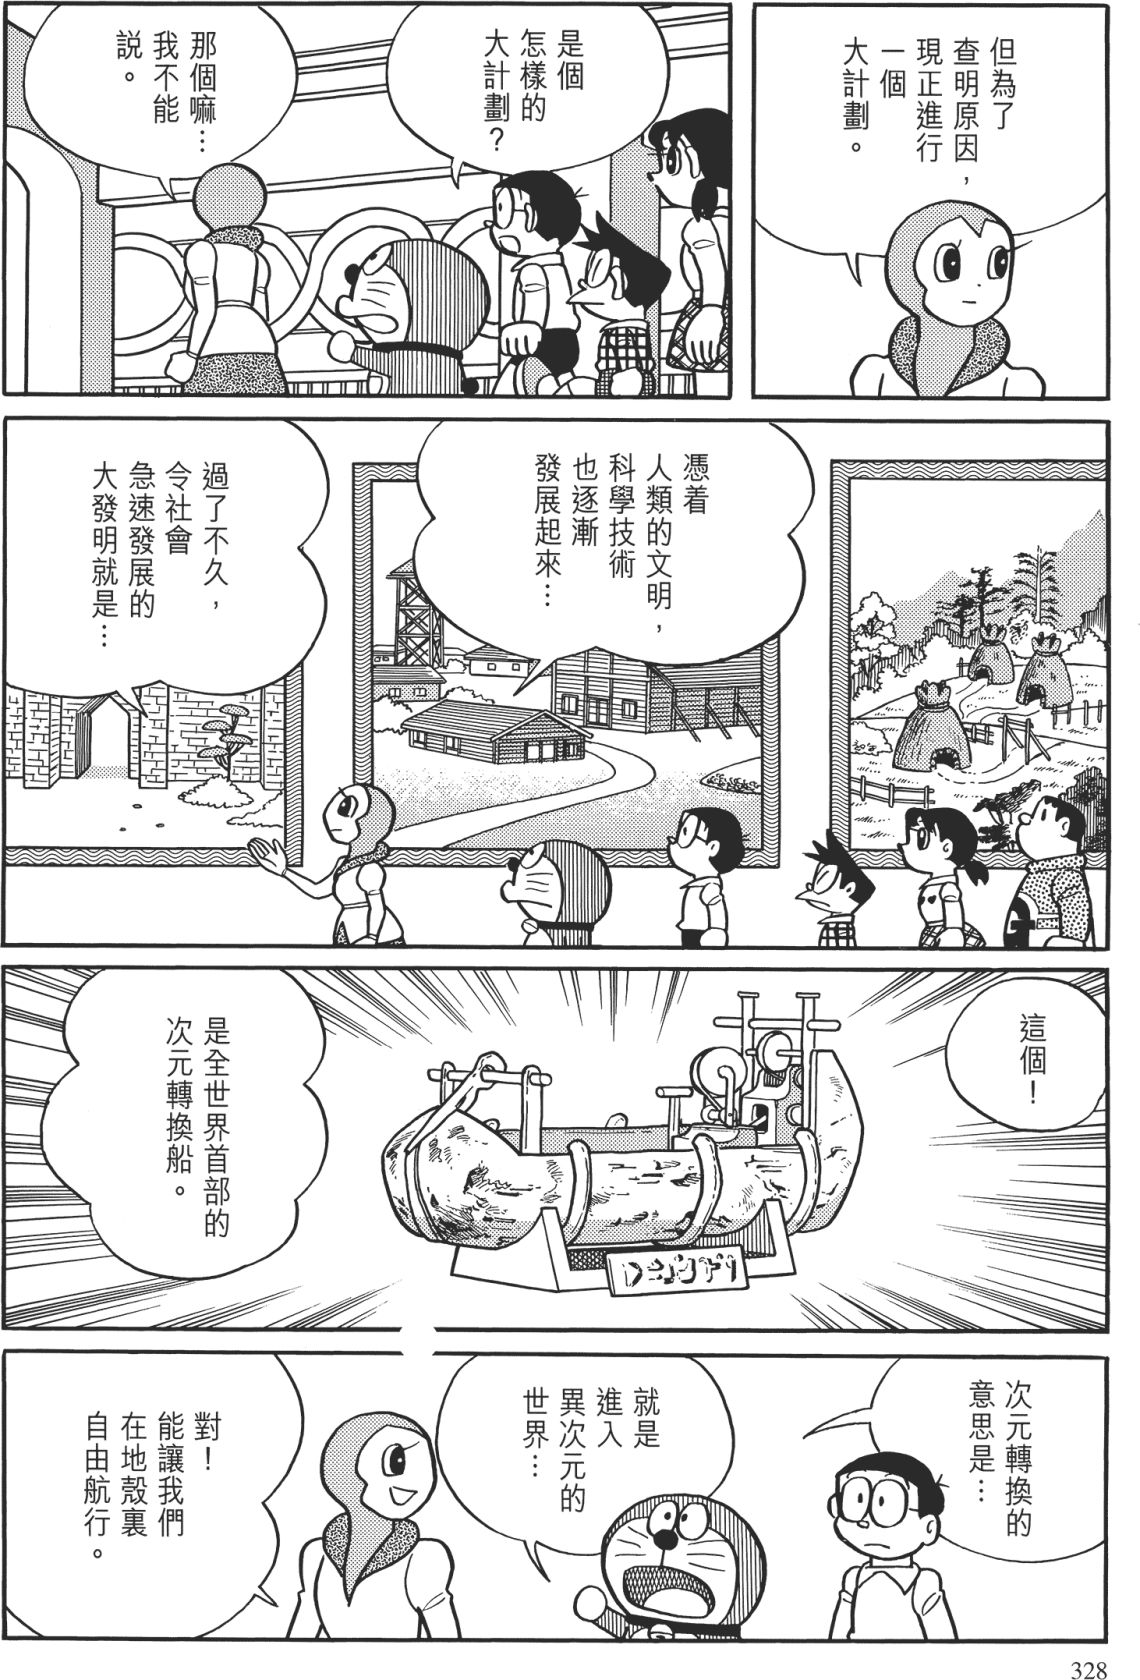 但為了
查明原因，
現正進行
一個
大計劃。
是個
怎樣的
大計劃？
那個嘛…
我不能
説。
憑着
人類的文明，
科學技術
也逐漸
發展起來…
過了不久，
令社會
急速發展的
大發明就是…
這個！
是全世界首部的
次元轉換船。
次元轉換的
意思是…
就是
進入
異次元的
世界…
對！
能讓我們
在地殼裏
自由航行。
328